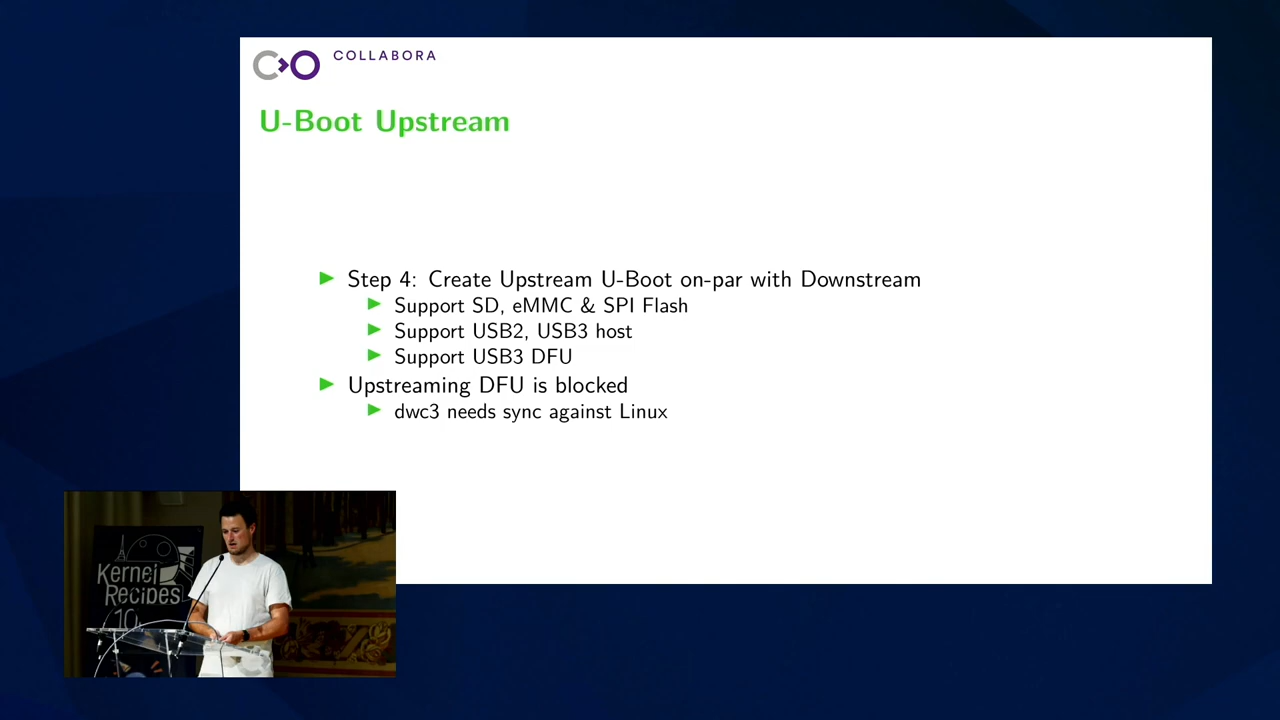 COLLABORA
U-Boot Upstream
Step 4: Create Upstream U-Boot on-par with Downstream
Support SD, eMMC & SPI Flash
Support USB2, USB3 host
Support USB3 DFU
Upstreaming DFU is blocked
dwc3 needs sync against Linux
Kernel
Recipes
10